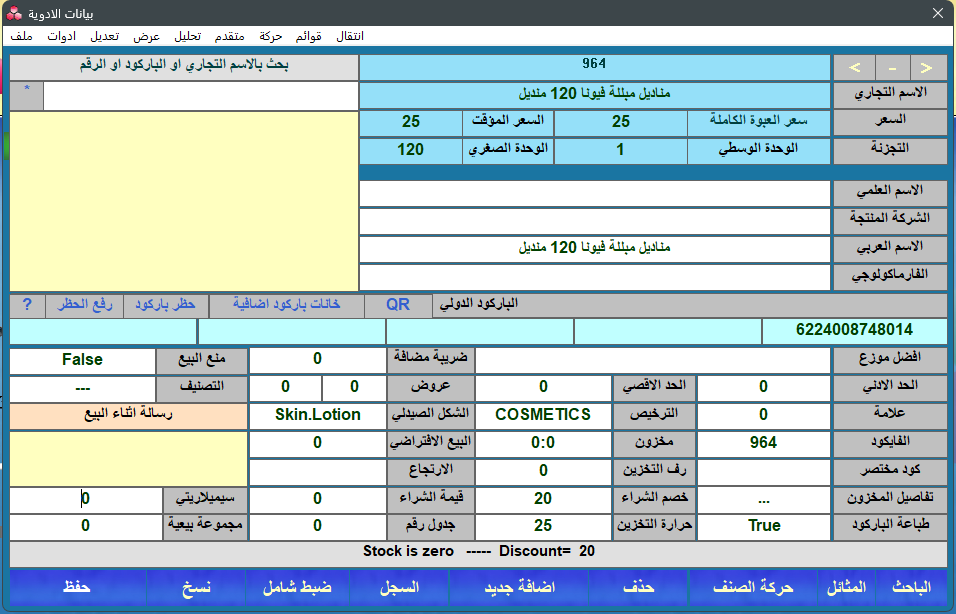 بيانات الادوية
ملف ادوات تعديل عرض تحليل متقدم حركة قوائم انتقال
< - > 964 بحث بالاسم التجاري او الباركود او الرقم
الاسم التجاري مناديل مبللة فيونا 120 منديل *
السعر سعر العبوة الكاملة 25 السعر المؤقت 25
التجزئة الوحدة الوسطي 1 الوحدة الصغري 120
الاسم العلمي
الشركة المنتجة
الاسم العربي مناديل مبللة فيونا 120 منديل
الفارماكولوجي
الباركود الدولي QR خانات باركود اضافية حظر باركود رفع الحظر ?
6224008748014
افضل موزع ضريبة مضافة 0 منع البيع False
الحد الادني 0 الحد الاقصي 0 عروض 0 0 التصنيف ---
علامة 0 الترخيص COSMETICS الشكل الصيدلي Skin.Lotion رسالة اثناء البيع
الفايكود 964 مخزون 0:0 البيع الافتراضي 0
كود مختصر رف التخزين 0 الارتجاع
تفاصيل المخزون ... خصم الشراء 20 قيمة الشراء 0 سيميلاريتي 0
طباعة الباركود True حرارة التخزين 25 جدول رقم 0 مجموعة بيعية 0
Stock is zero ----- Discount= 20
الباحث المثائل حركة الصنف حذف اضافة جديد السجل ضبط شامل نسخ حفظ